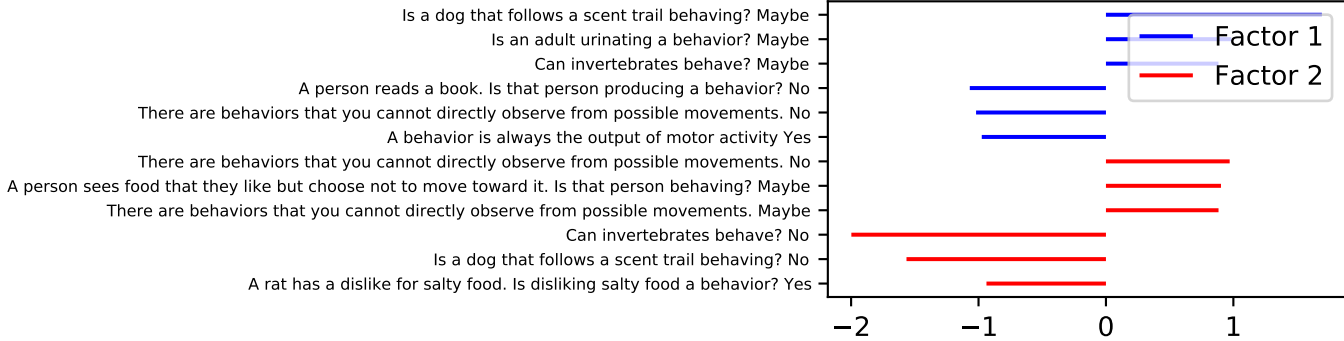 Is a dog that follows a scent trail behaving? Maybe
Is an adult urinating a behavior? Maybe
Can invertebrates behave? Maybe
A person reads a book. Is that person producing a behavior? No
There are behaviors that you cannot directly observe from possible movements. No
A behavior is always the output of motor activity Yes
There are behaviors that you cannot directly observe from possible movements. No
A person sees food that they like but choose not to move toward it. Is that person behaving? Maybe
There are behaviors that you cannot directly observe from possible movements. Maybe
Can invertebrates behave? No
Is a dog that follows a scent trail behaving? No
A rat has a dislike for salty food. Is disliking salty food a behavior? Yes
Factor 1
Factor 2
−2 −1 0 1